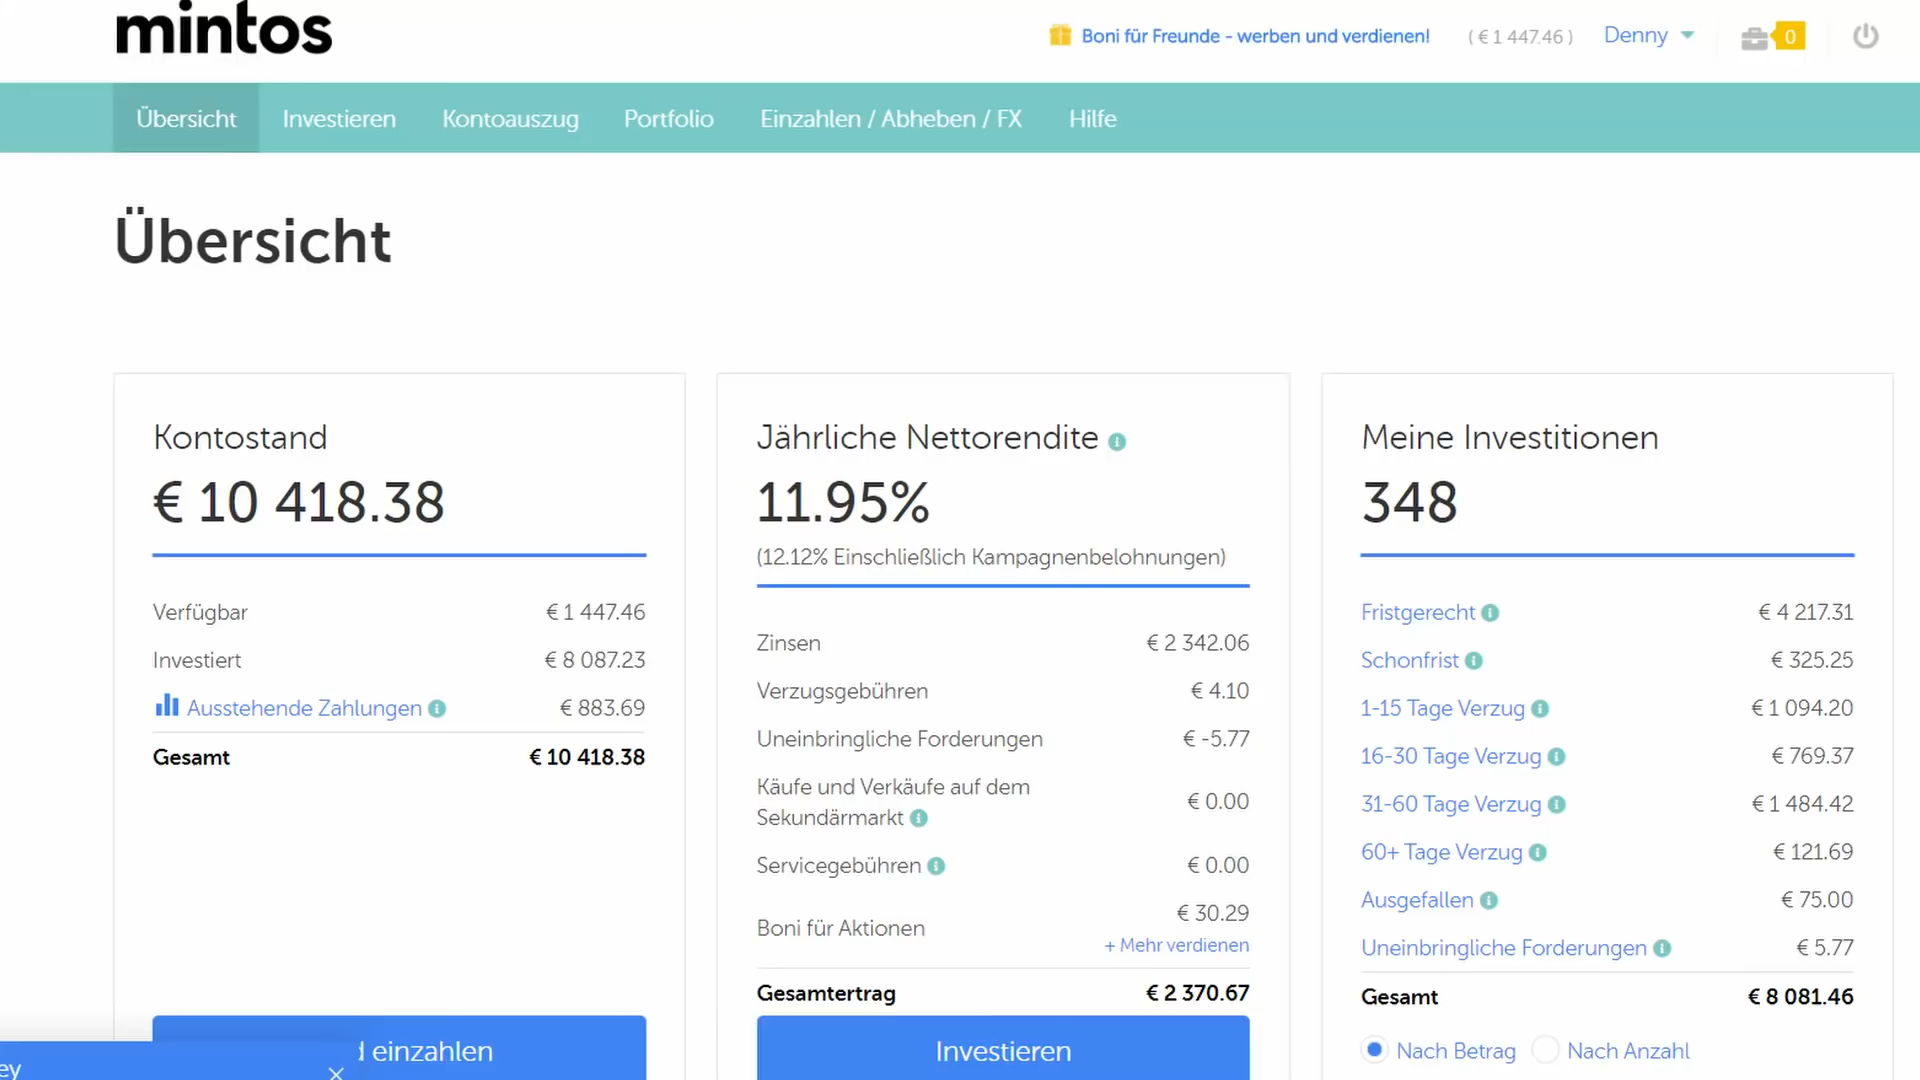 mintos
Boni für Freunde - werben und verdienen!
( € 1 447.46 )
Denny
0
Übersicht
Investieren
Kontoauszug
Portfolio
Einzahlen / Abheben / FX
Hilfe
Übersicht
Kontostand
€ 10 418.38
Verfügbar € 1 447.46
Investiert € 8 087.23
Ausstehende Zahlungen € 883.69
Gesamt € 10 418.38
einzahlen
Jährliche Nettorendite
11.95%
(12.12% Einschließlich Kampagnenbelohnungen)
Zinsen € 2 342.06
Verzugsgebühren € 4.10
Uneinbringliche Forderungen € -5.77
Käufe und Verkäufe auf dem
Sekundärmarkt € 0.00
Servicegebühren € 0.00
Boni für Aktionen € 30.29
+ Mehr verdienen
Gesamtertrag € 2 370.67
Investieren
Meine Investitionen
348
Fristgerecht € 4 217.31
Schonfrist € 325.25
1-15 Tage Verzug € 1 094.20
16-30 Tage Verzug € 769.37
31-60 Tage Verzug € 1 484.42
60+ Tage Verzug € 121.69
Ausgefallen € 75.00
Uneinbringliche Forderungen € 5.77
Gesamt € 8 081.46
Nach Betrag
Nach Anzahl